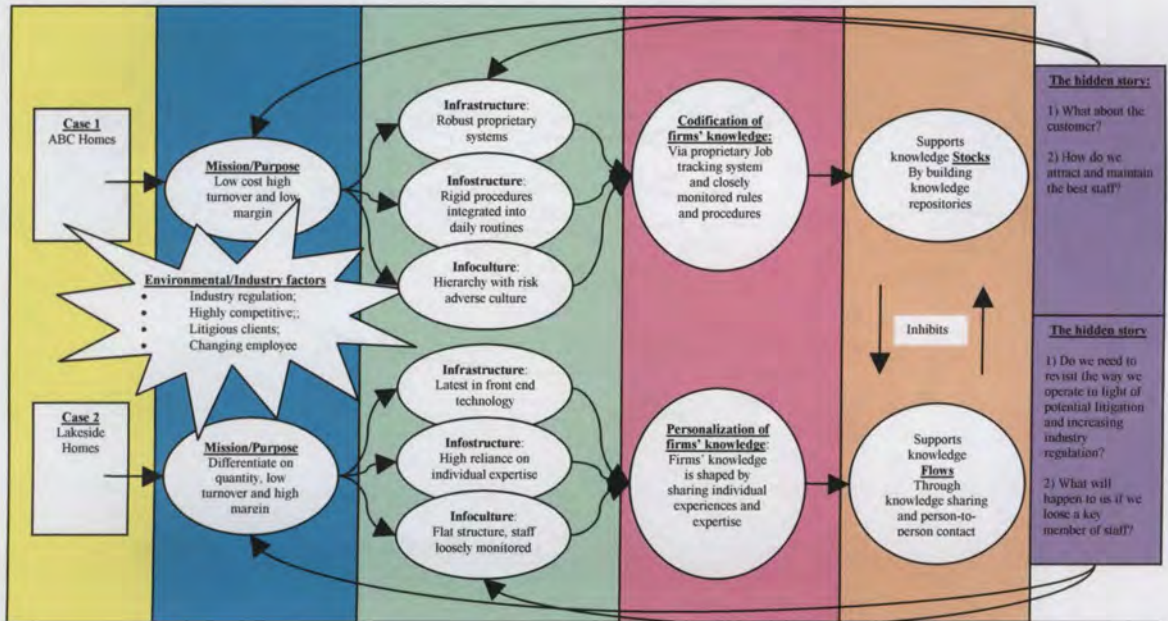 Case 1
ABC Homes
Mission/Purpose
Low cost high
turnover and low
margin
Infrastructure:
Robust proprietary
systems
Infostructure:
Rigid procedures
integrated into
daily routines
Infoculture:
Hierarchy with risk
adverse culture
Codification of
firms' knowledge:
Via proprietary Job
tracking system
and closely
monitored rules
and procedures
Supports
knowledge Stocks
By building
knowledge
repositories
The hidden story:
1) What about the
customer?
2) How do we
attract and maintain
the best staff?
Environmental/Industry factors
• Industry regulation;
• Highly competitive;;
• Litigious clients;
• Changing employee
Inhibits
Case 2
Lakeside
Homes
Mission/Purpose
Differentiate on
quantity, low
turnover and high
margin
Infrastructure:
Latest in front end
technology
Infostructure:
High reliance on
individual expertise
Infoculture:
Flat structure, staff
loosely monitored
Personalization of
firms' knowledge:
Firms' knowledge
is shaped by
sharing individual
experiences and
expertise
Supports
knowledge
Flows
Through
knowledge sharing
and person-to-
person contact
The hidden story
1) Do we need to
revisit the way we
operate in light of
potential litigation
and increasing
industry
regulation?
2) What will
happen to us if we
loose a key
member of staff?